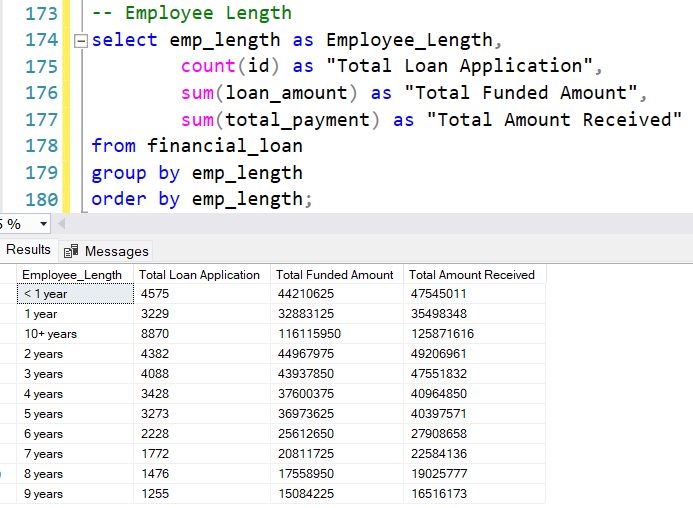 173 -- Employee Length
174 select emp_length as Employee_Length,
175 count(id) as "Total Loan Application",
176 sum(loan_amount) as "Total Funded Amount",
177 sum(total_payment) as "Total Amount Received"
178 from financial_loan
179 group by emp_length
180 order by emp_length;
%
Results Messages
Employee_Length Total Loan Application Total Funded Amount Total Amount Received
< 1 year 4575 44210625 47545011
1 year 3229 32883125 35498348
10+ years 8870 116115950 125871616
2 years 4382 44967975 49206961
3 years 4088 43937850 47551832
4 years 3428 37600375 40964850
5 years 3273 36973625 40397571
6 years 2228 25612650 27908658
7 years 1772 20811725 22584136
8 years 1476 17558950 19025777
9 years 1255 15084225 16516173